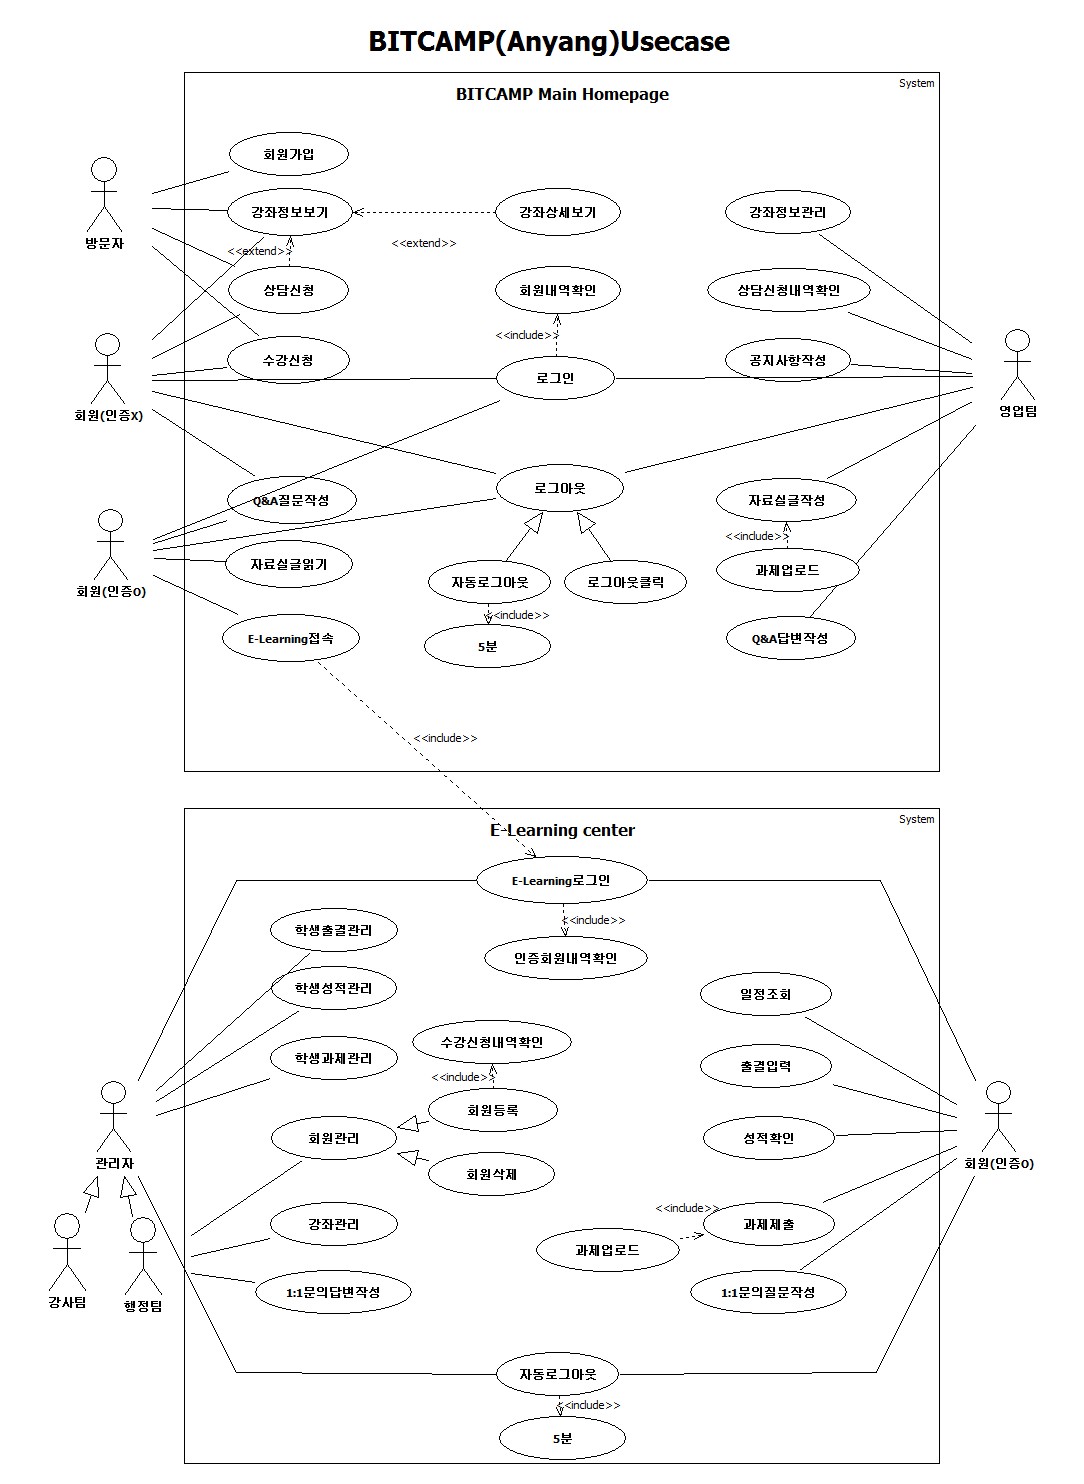 BITCAMP(Anyang)Usecase
System
BITCAMP Main Homepage
회원가입
방문자
강좌정보보기
강좌상세보기
강좌정보관리
<<extend>>
<<extend>>
상담신청
회원내역확인
상담신청내역확인
<<include>>
수강신청
로그인
공지사항작성
회원(인증X)
영업팀
Q&A질문작성
로그아웃
자료실글작성
<<include>>
자료실글읽기
자동로그아웃
로그아웃클릭
과제업로드
회원(인증O)
<<include>>
E-Learning접속
5분
Q&A답변작성
<<include>>
System
E-Learning center
E-Learning로그인
<<include>>
학생출결관리
인증회원내역확인
학생성적관리
일정조회
수강신청내역확인
학생과제관리
출결입력
<<include>>
회원등록
회원관리
성적확인
관리자
회원(인증O)
회원삭제
<<include>>
강좌관리
과제제출
과제업로드
강사팀
행정팀
1:1문의답변작성
1:1문의질문작성
자동로그아웃
<<include>>
5분